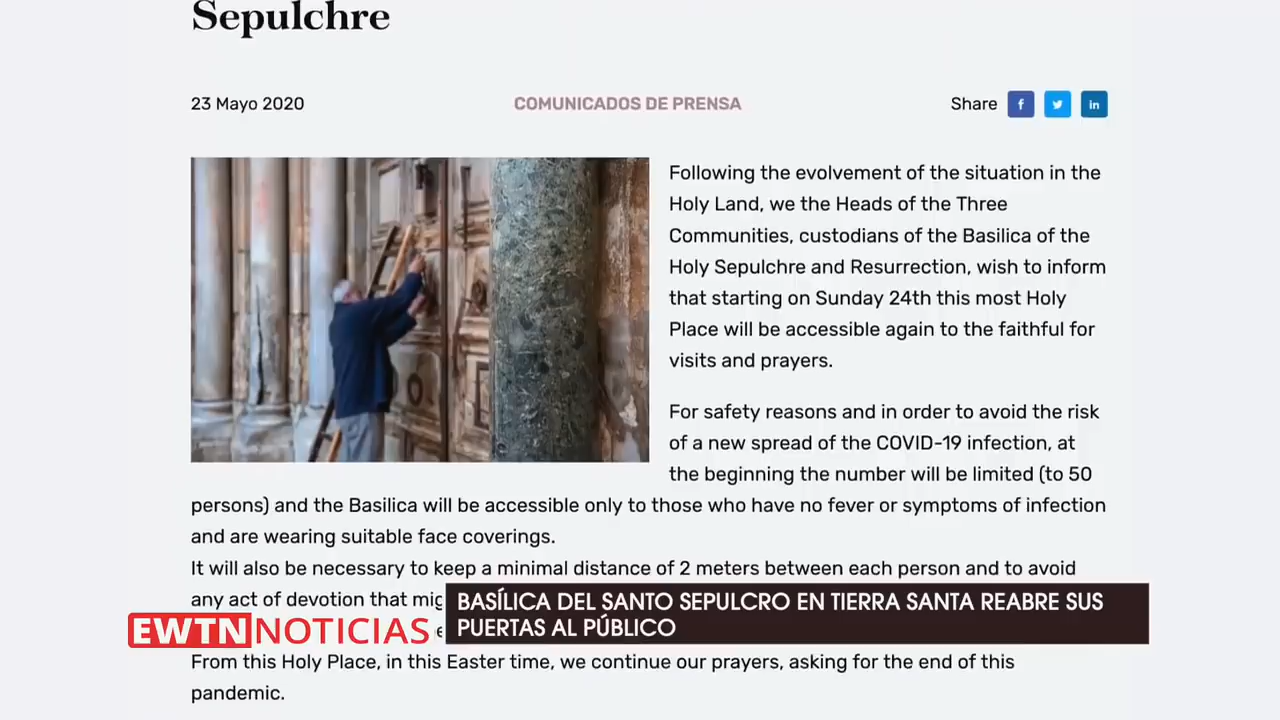 Sepulchre
23 Mayo 2020
COMUNICADOS DE PRENSA
Share
Following the evolvement of the situation in the
Holy Land, we the Heads of the Three
Communities, custodians of the Basilica of the
Holy Sepulchre and Resurrection, wish to inform
that starting on Sunday 24th this most Holy
Place will be accessible again to the faithful for
visits and prayers.
For safety reasons and in order to avoid the risk
of a new spread of the COVID-19 infection, at
the beginning the number will be limited (to 50
persons) and the Basilica will be accessible only to those who have no fever or symptoms of infection
and are wearing suitable face coverings.
It will also be necessary to keep a minimal distance of 2 meters between each person and to avoid
any act of devotion that
BASÍLICA DEL SANTO SEPULCRO EN TIERRA SANTA REABRE SUS
PUERTAS AL PÚBLICO
EWTN NOTICIAS
From this Holy Place, in this Easter time, we continue our prayers, asking for the end of this
pandemic.